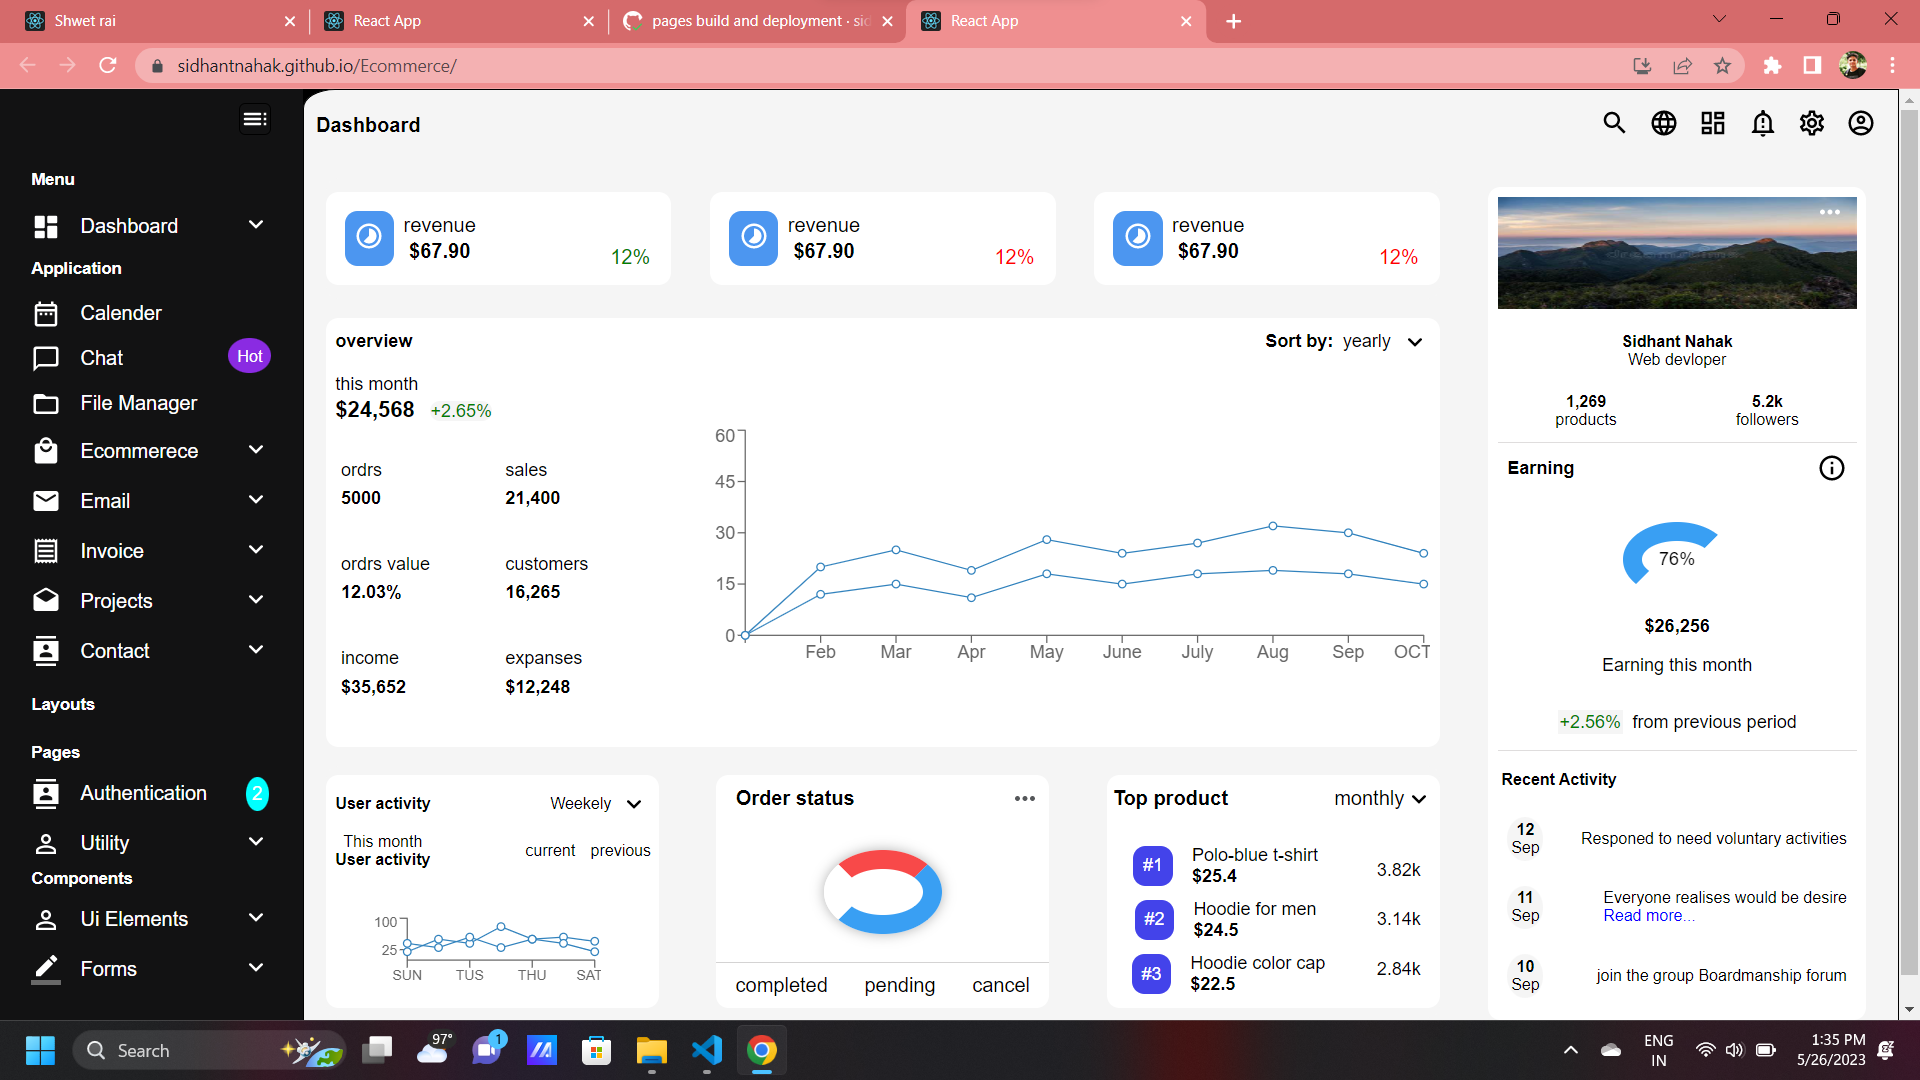 Shwet rai
React App
pages build and deployment · sid
React App
sidhantnahak.github.io/Ecommerce/
Dashboard
Menu
Dashboard
Application
Calender
Chat
Hot
File Manager
Ecommerece
Email
Invoice
Projects
Contact
Layouts
Pages
Authentication
2
Utility
Components
Ui Elements
Forms
revenue
$67.90
12%
revenue
$67.90
12%
revenue
$67.90
12%
overview
Sort by: yearly
this month
$24,568 +2.65%
ordrs
5000
sales
21,400
ordrs value
12.03%
customers
16,265
income
$35,652
expanses
$12,248
60
45
30
15
0
Feb Mar Apr May June July Aug Sep OCT
Sidhant Nahak
Web devloper
1,269
products
5.2k
followers
Earning
76%
$26,256
Earning this month
+2.56% from previous period
Recent Activity
12
Sep
Responed to need voluntary activities
11
Sep
Everyone realises would be desire
Read more...
10
Sep
join the group Boardmanship forum
User activity
Weekely
This month
User activity
current previous
100
25
SUN TUS THU SAT
Order status
completed pending cancel
Top product
monthly
#1
Polo-blue t-shirt
$25.4
3.82k
#2
Hoodie for men
$24.5
3.14k
#3
Hoodie color cap
$22.5
2.84k
Search
97°
1
ENG
IN
1:35 PM
5/26/2023